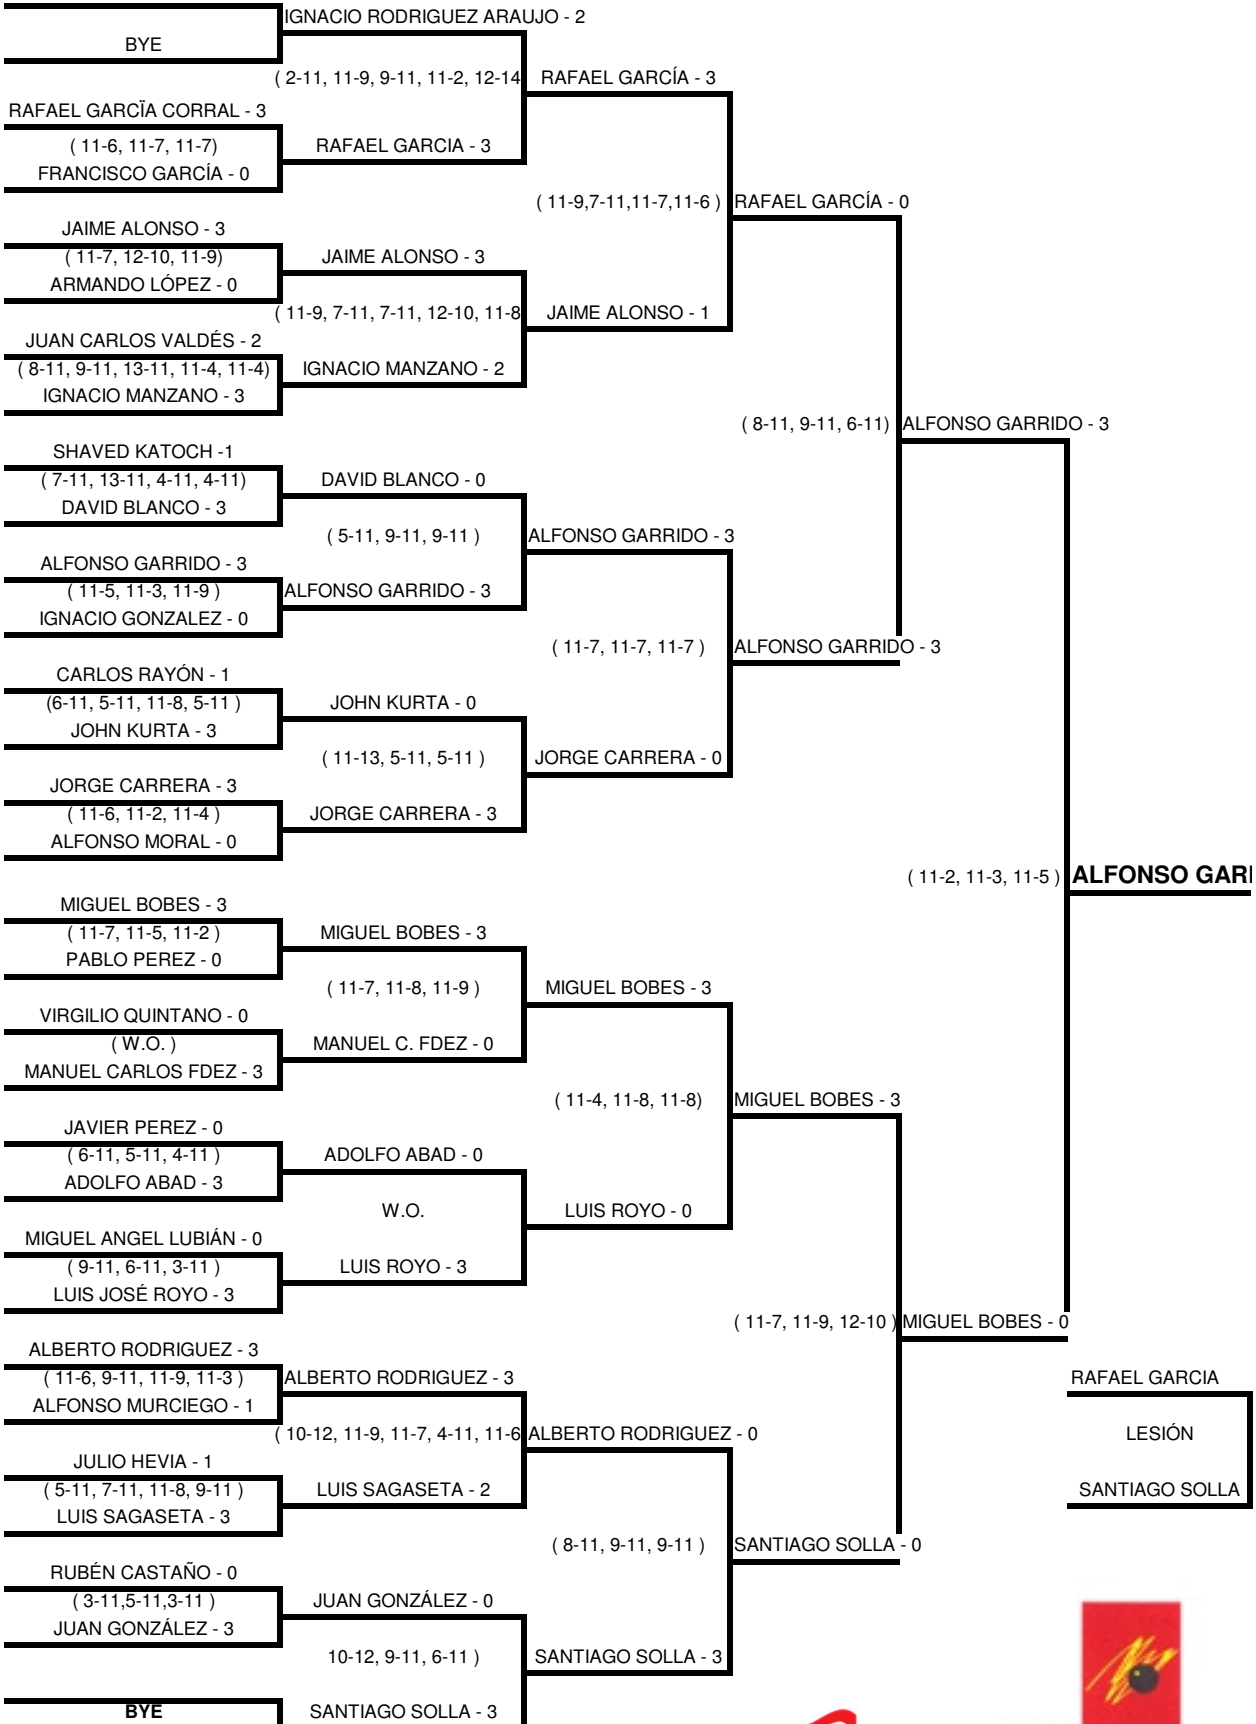 IGNACIO RODRIGUEZ ARAUJO - 2
BYE
( 2-11, 11-9, 9-11, 11-2, 12-14
RAFAEL GARCÍA - 3
RAFAEL GARCÏA CORRAL - 3
( 11-6, 11-7, 11-7)
RAFAEL GARCIA - 3
FRANCISCO GARCÍA - 0
( 11-9,7-11,11-7,11-6 )
RAFAEL GARCÍA - 0
JAIME ALONSO - 3
( 11-7, 12-10, 11-9)
JAIME ALONSO - 3
ARMANDO LÓPEZ - 0
( 11-9, 7-11, 7-11, 12-10, 11-8
JAIME ALONSO - 1
JUAN CARLOS VALDÉS - 2
( 8-11, 9-11, 13-11, 11-4, 11-4)
IGNACIO MANZANO - 2
IGNACIO MANZANO - 3
( 8-11, 9-11, 6-11)
ALFONSO GARRIDO - 3
SHAVED KATOCH -1
( 7-11, 13-11, 4-11, 4-11)
DAVID BLANCO - 0
DAVID BLANCO - 3
( 5-11, 9-11, 9-11 )
ALFONSO GARRIDO - 3
ALFONSO GARRIDO - 3
( 11-5, 11-3, 11-9 )
ALFONSO GARRIDO - 3
IGNACIO GONZALEZ - 0
( 11-7, 11-7, 11-7 )
ALFONSO GARRIDO - 3
CARLOS RAYÓN - 1
(6-11, 5-11, 11-8, 5-11 )
JOHN KURTA - 0
JOHN KURTA - 3
( 11-13, 5-11, 5-11 )
JORGE CARRERA - 0
JORGE CARRERA - 3
( 11-6, 11-2, 11-4 )
JORGE CARRERA - 3
ALFONSO MORAL - 0
( 11-2, 11-3, 11-5 )
ALFONSO GARI
MIGUEL BOBES - 3
( 11-7, 11-5, 11-2 )
MIGUEL BOBES - 3
PABLO PEREZ - 0
( 11-7, 11-8, 11-9 )
MIGUEL BOBES - 3
VIRGILIO QUINTANO - 0
( W.O. )
MANUEL C. FDEZ - 0
MANUEL CARLOS FDEZ - 3
( 11-4, 11-8, 11-8)
MIGUEL BOBES - 3
JAVIER PEREZ - 0
( 6-11, 5-11, 4-11 )
ADOLFO ABAD - 0
ADOLFO ABAD - 3
W.O.
LUIS ROYO - 0
MIGUEL ANGEL LUBIÁN - 0
( 9-11, 6-11, 3-11 )
LUIS ROYO - 3
LUIS JOSÉ ROYO - 3
( 11-7, 11-9, 12-10 )
MIGUEL BOBES - 0
ALBERTO RODRIGUEZ - 3
( 11-6, 9-11, 11-9, 11-3 )
ALBERTO RODRIGUEZ - 3
RAFAEL GARCIA
ALFONSO MURCIEGO - 1
( 10-12, 11-9, 11-7, 4-11, 11-6
ALBERTO RODRIGUEZ - 0
LESIÓN
JULIO HEVIA - 1
( 5-11, 7-11, 11-8, 9-11 )
LUIS SAGASETA - 2
SANTIAGO SOLLA
LUIS SAGASETA - 3
( 8-11, 9-11, 9-11 )
SANTIAGO SOLLA - 0
RUBÉN CASTAÑO - 0
( 3-11,5-11,3-11 )
JUAN GONZÁLEZ - 0
JUAN GONZÁLEZ - 3
10-12, 9-11, 6-11 )
SANTIAGO SOLLA - 3
BYE
SANTIAGO SOLLA - 3